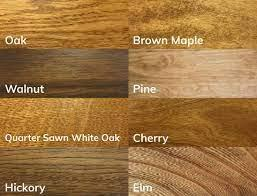 Oak
Brown Maple
Walnut
Pine
Quarter Sawn White Oak
Cherry
Hickory
Elm